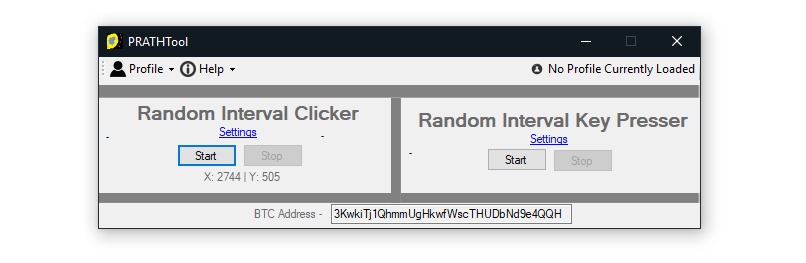 PRATHTool
Profile Help No Profile Currently Loaded
Random Interval Clicker
Settings
- -
Start Stop
X: 2744 | Y: 505
Random Interval Key Presser
Settings
-
Start Stop
BTC Address - 3KwkiTj1QhmmUgHkwfWscTHUDbNd9e4QQH